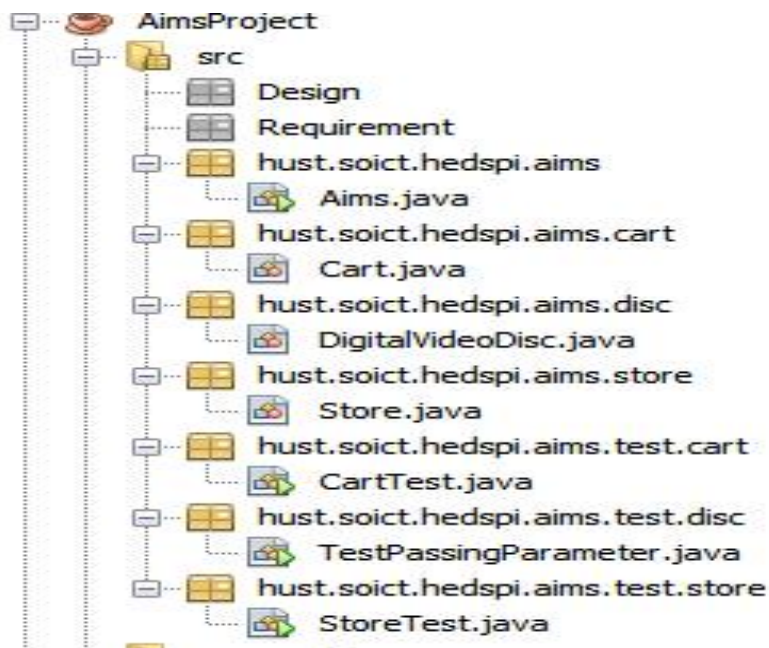 AimsProject
src
Design
Requirement
hust.soict.hedspi.aims
Aims.java
hust.soict.hedspi.aims.cart
Cart.java
hust.soict.hedspi.aims.disc
DigitalVideoDisc.java
hust.soict.hedspi.aims.store
Store.java
hust.soict.hedspi.aims.test.cart
CartTest.java
hust.soict.hedspi.aims.test.disc
TestPassingParameter.java
hust.soict.hedspi.aims.test.store
StoreTest.java